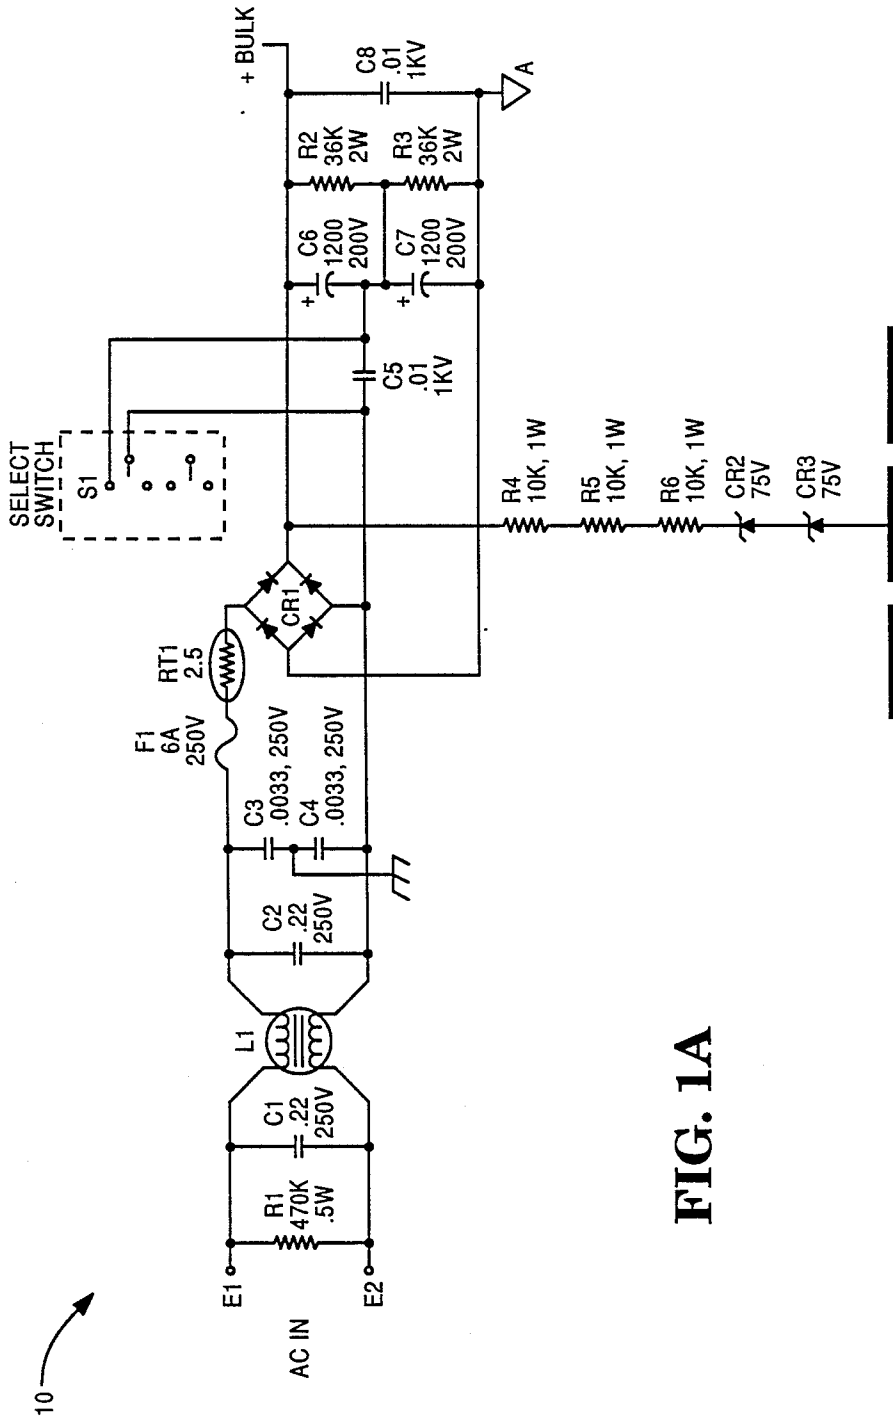 10
AC IN
E1
E2
R1
470K
.5W
C1
.22
250V
L1
C2
.22
250V
C3
.0033, 250V
C4
.0033, 250V
F1
6A
250V
RT1
2.5
CR1
SELECT
SWITCH
S1
C5
.01
1KV
+
C6
1200
200V
+
C7
1200
200V
R2
36K
2W
R3
36K
2W
C8
.01
1KV
+ BULK
A
R4
10K, 1W
R5
10K, 1W
R6
10K, 1W
CR2
75V
CR3
75V
FIG. 1A